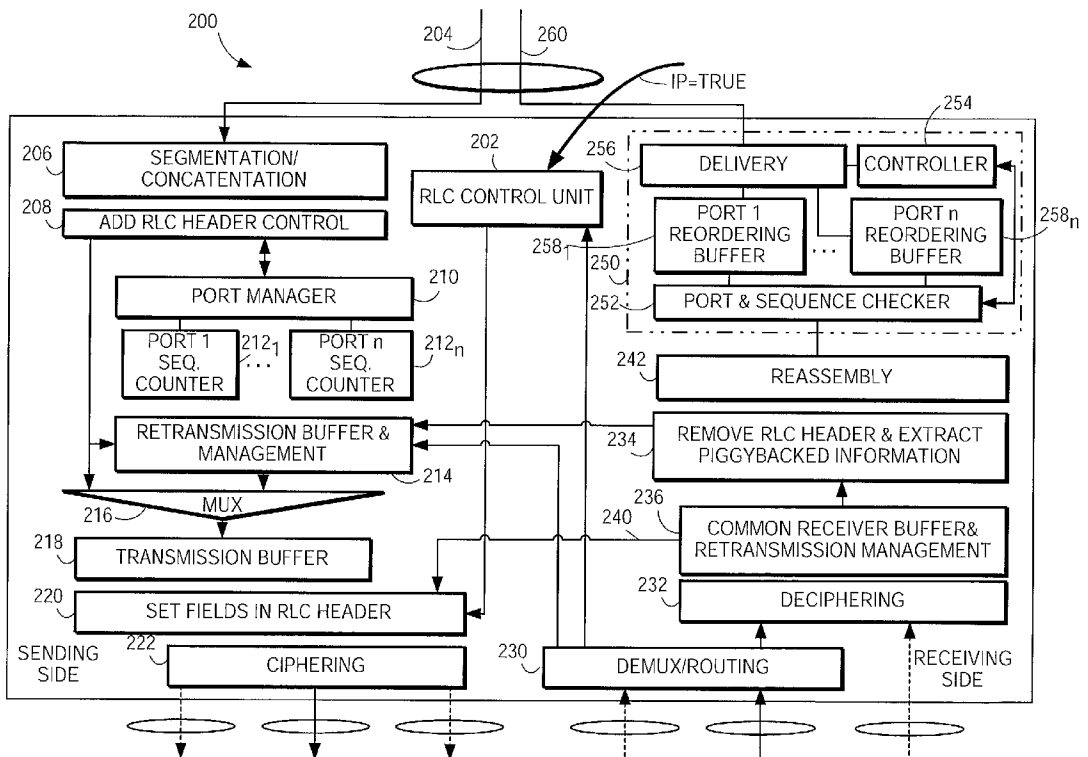 200
204
260
IP=TRUE
206
SEGMENTATION/
CONCATENTATION
202
RLC CONTROL UNIT
254
256
DELIVERY
CONTROLLER
208
ADD RLC HEADER CONTROL
258₁
PORT 1
REORDERING
BUFFER
...
PORT n
REORDERING
BUFFER
258n
250
PORT MANAGER
210
252
PORT & SEQUENCE CHECKER
PORT 1
SEQ.
COUNTER
212₁
...
PORT n
SEQ.
COUNTER
212n
242
REASSEMBLY
RETRANSMISSION BUFFER &
MANAGEMENT
214
234
REMOVE RLC HEADER & EXTRACT
PIGGYBACKED INFORMATION
MUX
216
236
240
COMMON RECEIVER BUFFER&
RETRANSMISSION MANAGEMENT
218
TRANSMISSION BUFFER
232
DECIPHERING
220
SET FIELDS IN RLC HEADER
222
CIPHERING
SENDING
SIDE
230
DEMUX/ROUTING
RECEIVING
SIDE